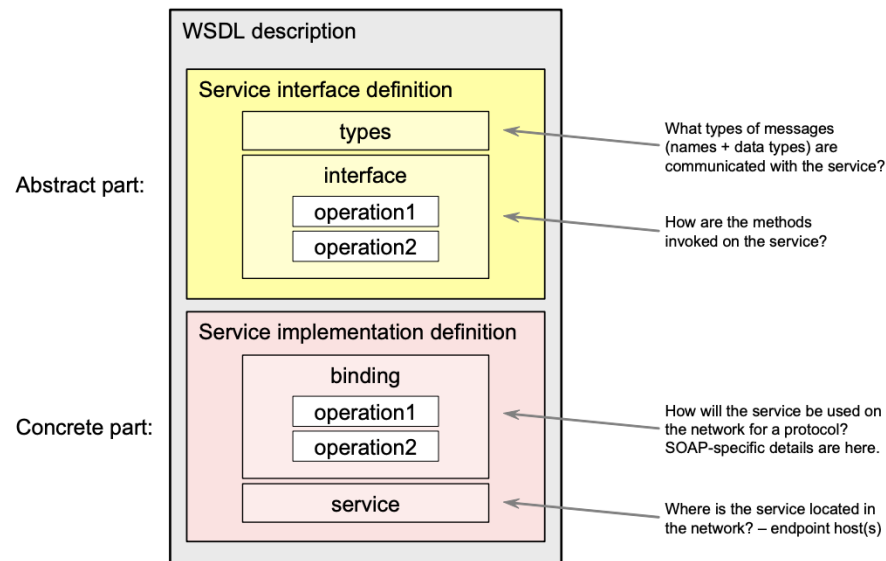 WSDL description
Service interface definition
types
What types of messages
(names + data types) are
communicated with the service?
Abstract part:
interface
operation1
operation2
How are the methods
invoked on the service?
Service implementation definition
binding
Concrete part:
operation1
operation2
How will the service be used on
the network for a protocol?
SOAP-specific details are here.
service
Where is the service located in
the network? – endpoint host(s)